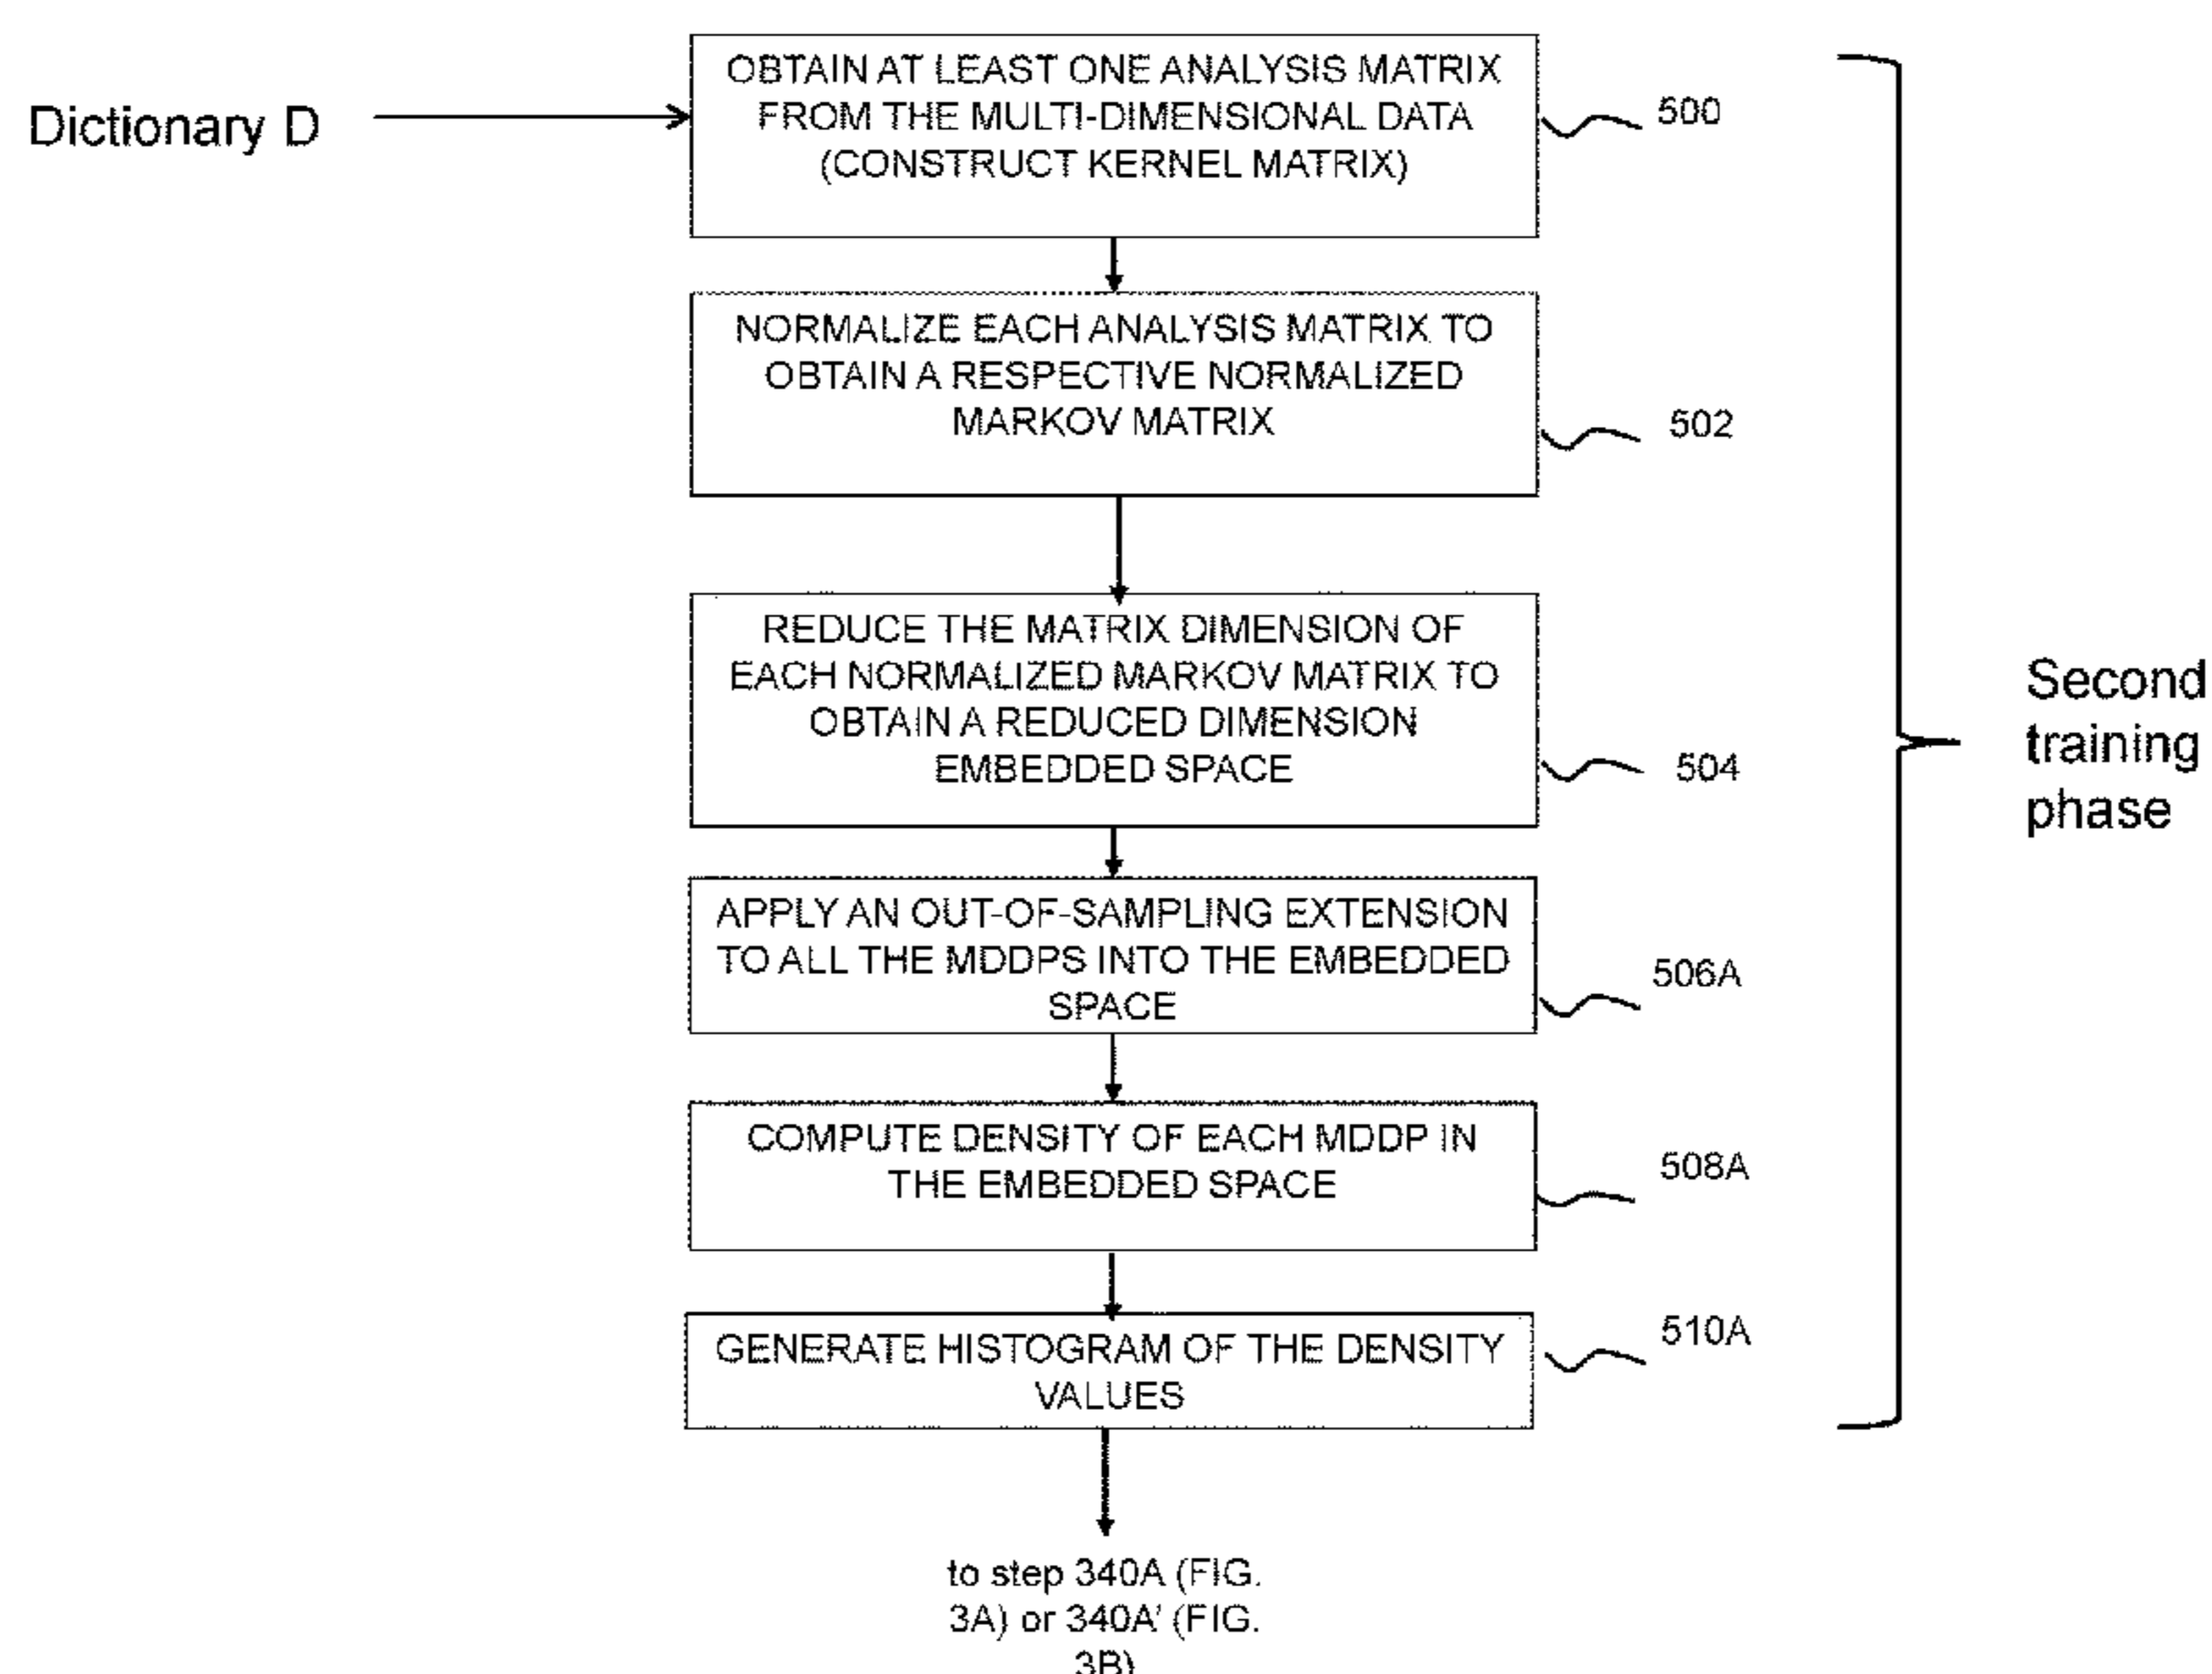 Dictionary D
OBTAIN AT LEAST ONE ANALYSIS MATRIX
FROM THE MULTI-DIMENSIONAL DATA
(CONSTRUCT KERNEL MATRIX)
500
NORMALIZE EACH ANALYSIS MATRIX TO
OBTAIN A RESPECTIVE NORMALIZED
MARKOV MATRIX
502
REDUCE THE MATRIX DIMENSION OF
EACH NORMALIZED MARKOV MATRIX TO
OBTAIN A REDUCED DIMENSION
EMBEDDED SPACE
504
Second
training
phase
APPLY AN OUT-OF-SAMPLING EXTENSION
TO ALL THE MDDPS INTO THE EMBEDDED
SPACE
506A
COMPUTE DENSITY OF EACH MDDP IN
THE EMBEDDED SPACE
508A
GENERATE HISTOGRAM OF THE DENSITY
VALUES
510A
to step 340A (FIG.
3A) or 340A' (FIG.
3B)